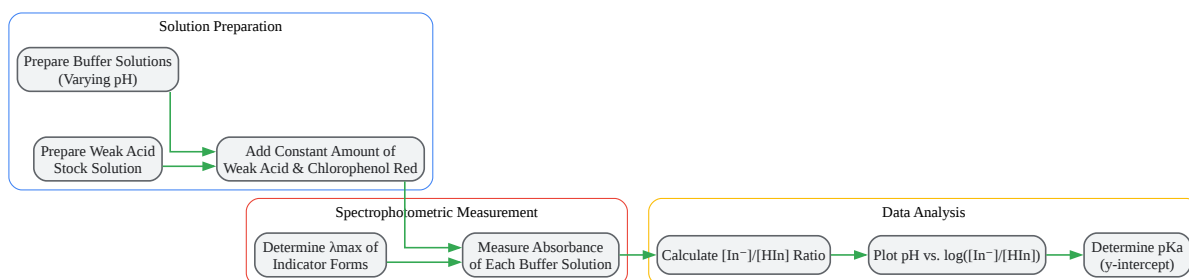 Solution Preparation
Prepare Buffer Solutions
(Varying pH)
Prepare Weak Acid
Stock Solution
Add Constant Amount of
Weak Acid & Chlorophenol Red
Spectrophotometric Measurement
Determine λmax of
Indicator Forms
Measure Absorbance
of Each Buffer Solution
Data Analysis
Calculate [In⁻]/[HIn] Ratio
Plot pH vs. log([In⁻]/[HIn])
Determine pKa
(y-intercept)